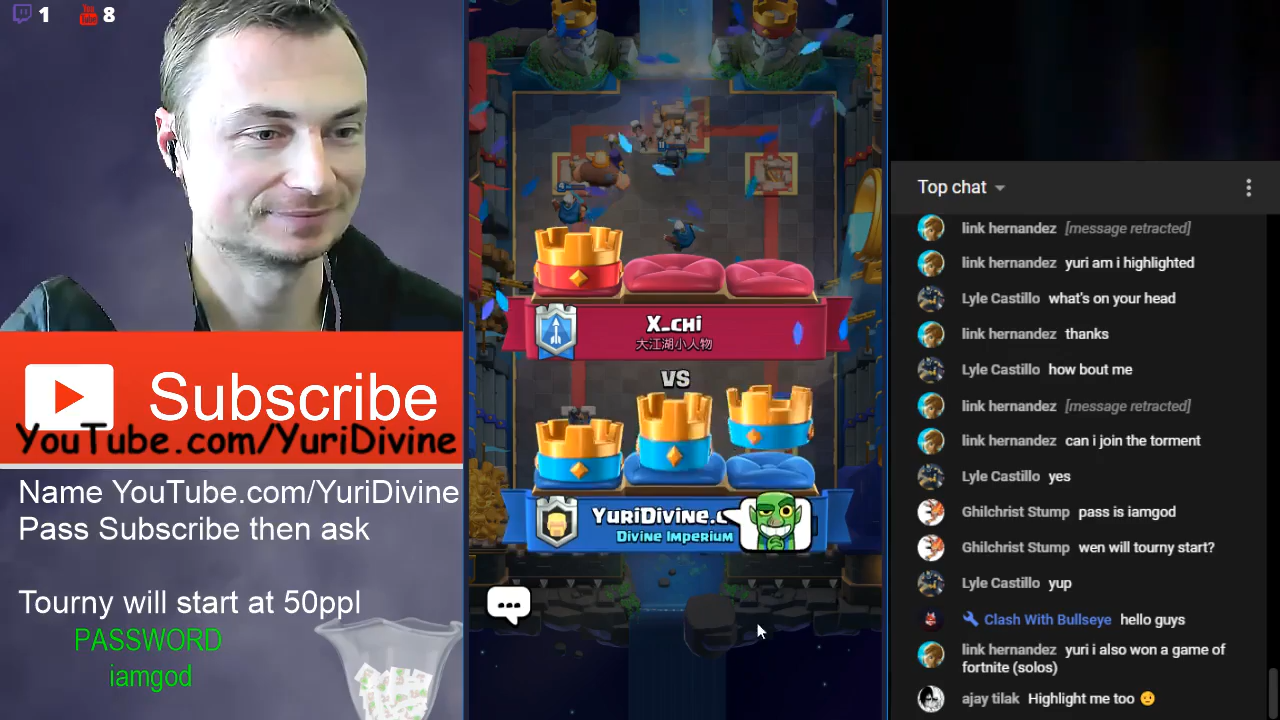 1 8
Subscribe
YouTube.com/YuriDivine
Name YouTube.com/YuriDivine
Pass Subscribe then ask
Tourny will start at 50ppl
PASSWORD
iamgod
X_chi
大江湖小人物
VS
YuriDivine.c
Divine Imperium
Top chat
link hernandez [message retracted]
link hernandez yuri am i highlighted
Lyle Castillo what's on your head
link hernandez thanks
Lyle Castillo how bout me
link hernandez [message retracted]
link hernandez can i join the torment
Lyle Castillo yes
Ghilchrist Stump pass is iamgod
Ghilchrist Stump wen will tourny start?
Lyle Castillo yup
Clash With Bullseye hello guys
link hernandez yuri i also won a game of
fortnite (solos)
ajay tilak Highlight me too